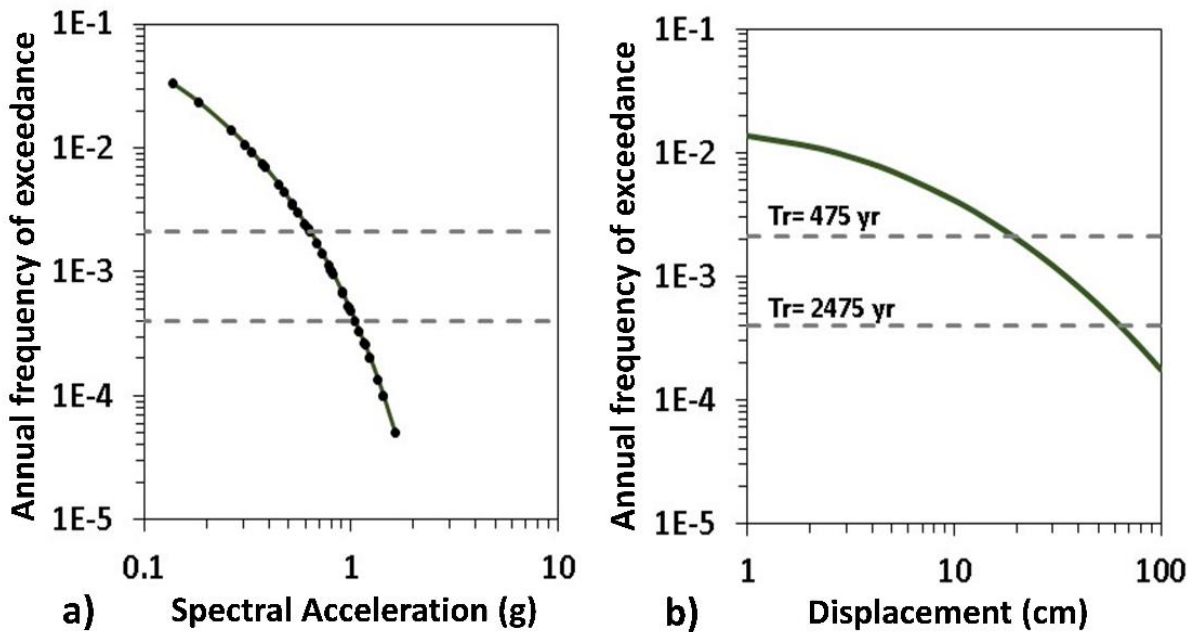 Annual frequency of exceedance
1E-1
1E-2
1E-3
1E-4
1E-5
0.1
1
10
a)
Spectral Acceleration (g)
Annual frequency of exceedance
1E-1
1E-2
1E-3
1E-4
1E-5
Tr= 475 yr
Tr= 2475 yr
1
10
100
b)
Displacement (cm)